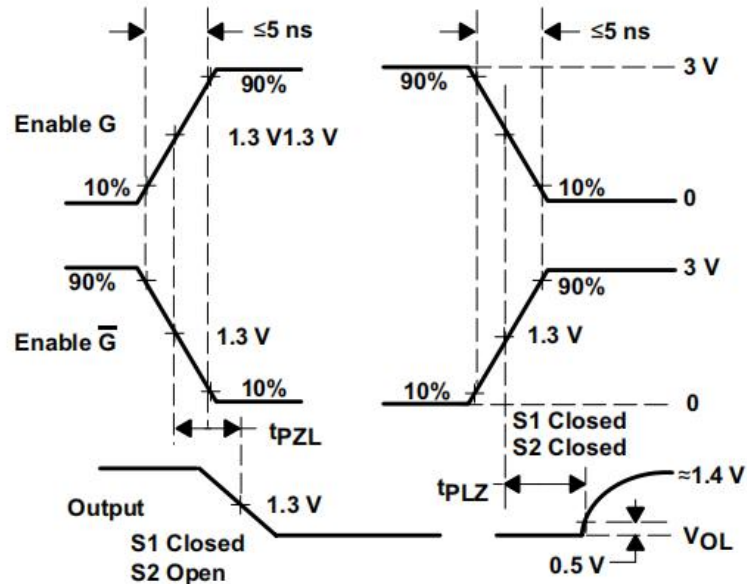 ≤5 ns
≤5 ns
90%
90%
3 V
Enable G
1.3 V1.3 V
10%
10%
0
90%
90%
3 V
Enable G̅
1.3 V
1.3 V
10%
10%
0
tPZL
S1 Closed
S2 Closed
tPLZ
≈1.4 V
Output
1.3 V
VOL
S1 Closed
S2 Open
0.5 V